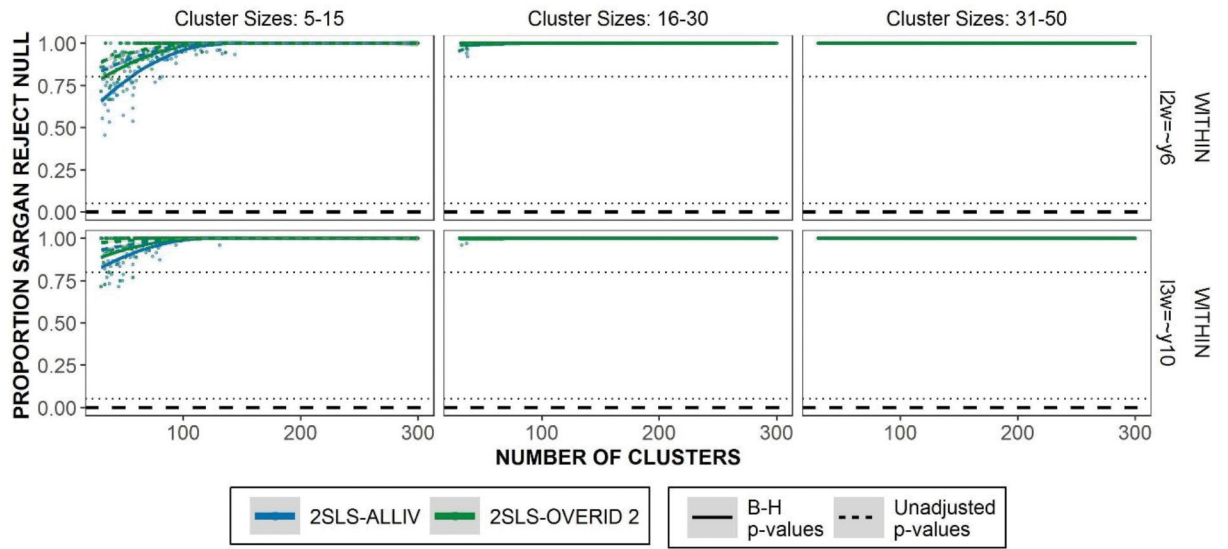 Cluster Sizes: 5-15
Cluster Sizes: 16-30
Cluster Sizes: 31-50
PROPORTION SARGAN REJECT NULL
1.00
0.75
0.50
0.25
0.00
l2w=~y6
WITHIN
1.00
0.75
0.50
0.25
0.00
l3w=~y10
WITHIN
100 200 300
100 200 300
100 200 300
NUMBER OF CLUSTERS
2SLS-ALLIV
2SLS-OVERID 2
B-H
p-values
Unadjusted
p-values